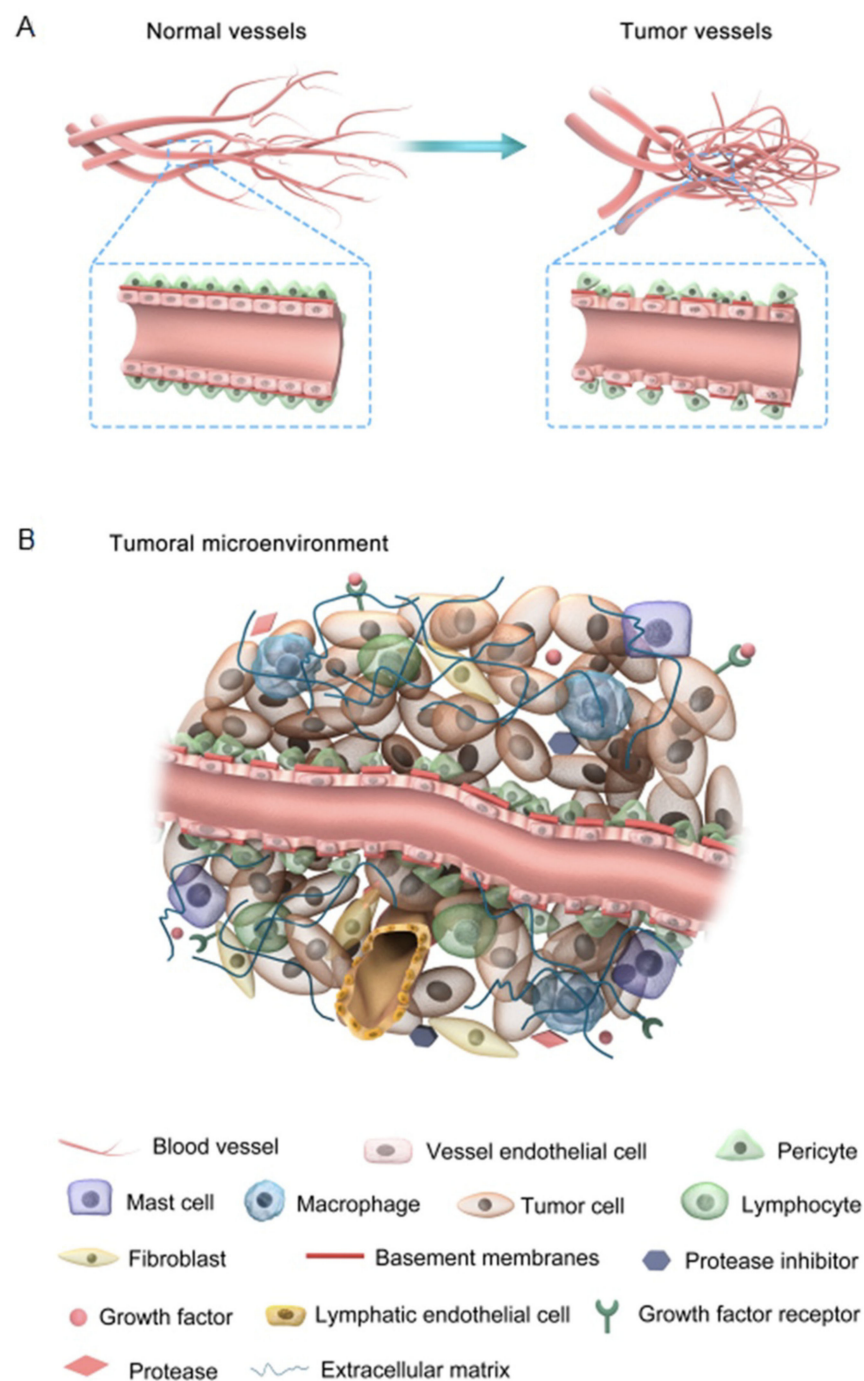 A
Normal vessels
Tumor vessels
B
Tumoral microenvironment
Blood vessel
Vessel endothelial cell
Pericyte
Mast cell
Macrophage
Tumor cell
Lymphocyte
Fibroblast
Basement membranes
Protease inhibitor
Growth factor
Lymphatic endothelial cell
Growth factor receptor
Protease
Extracellular matrix